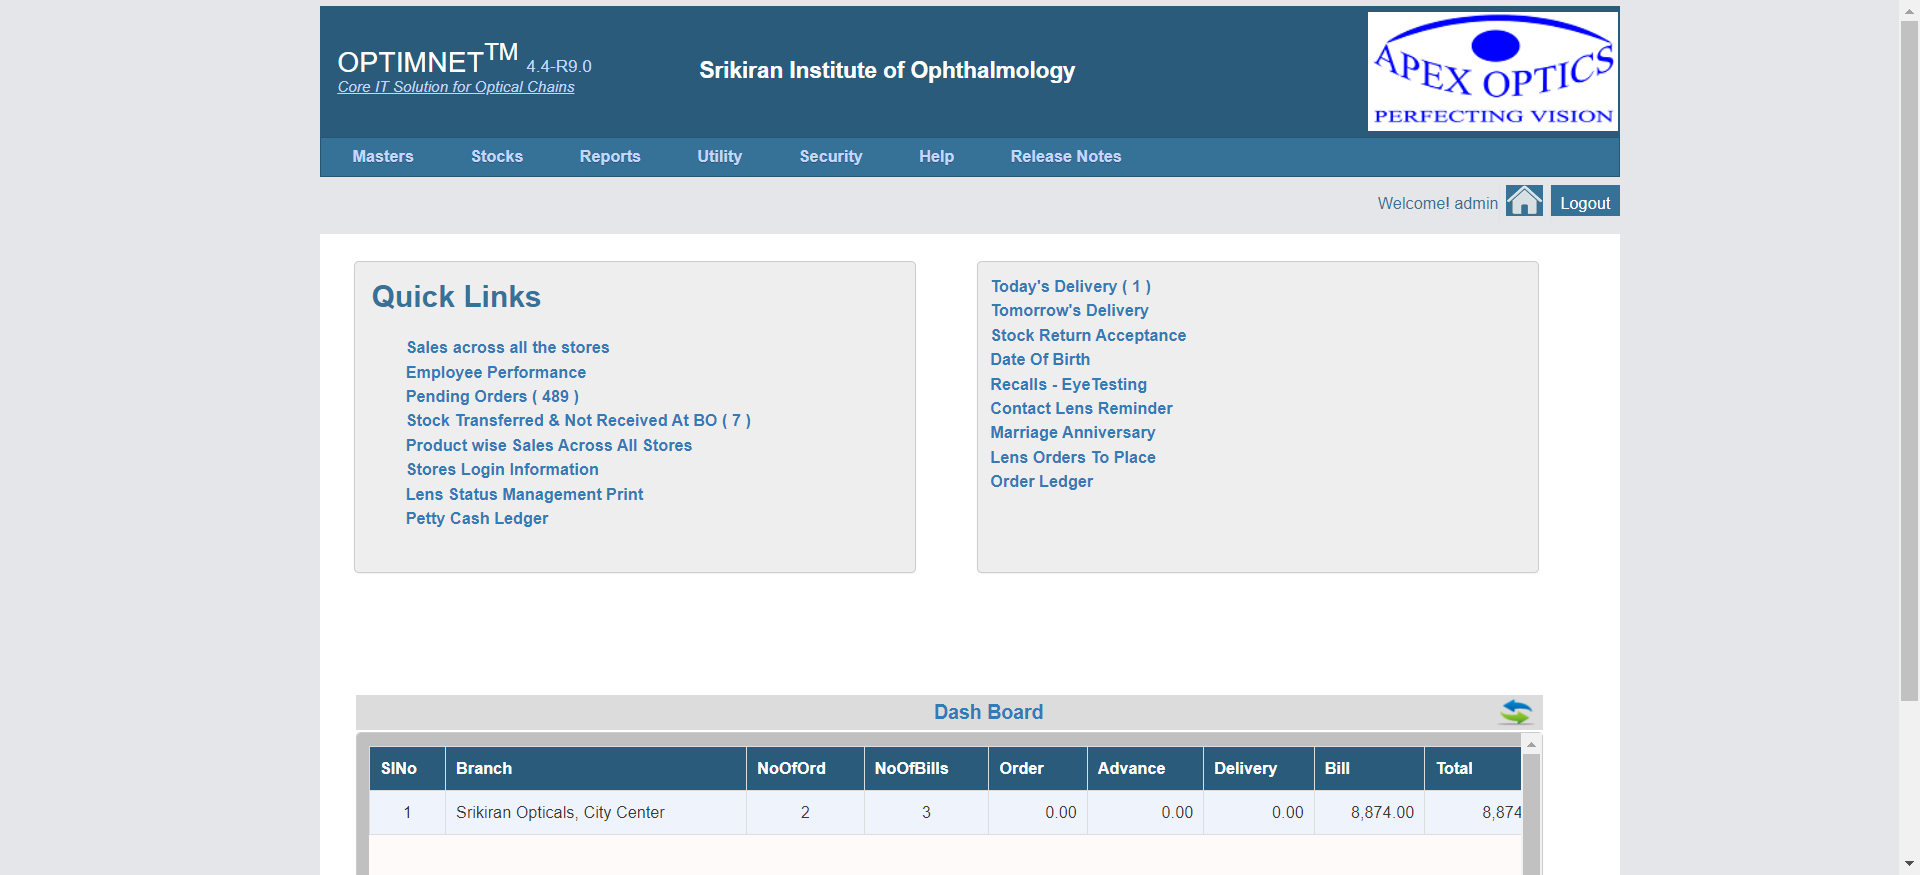 OPTIMNET™ 4.4-R9.0
Core IT Solution for Optical Chains
Srikiran Institute of Ophthalmology
APEX OPTICS
PERFECTING VISION
Masters Stocks Reports Utility Security Help Release Notes
Welcome! admin Logout
Quick Links
Sales across all the stores
Employee Performance
Pending Orders ( 489 )
Stock Transferred & Not Received At BO ( 7 )
Product wise Sales Across All Stores
Stores Login Information
Lens Status Management Print
Petty Cash Ledger
Today's Delivery ( 1 )
Tomorrow's Delivery
Stock Return Acceptance
Date Of Birth
Recalls - EyeTesting
Contact Lens Reminder
Marriage Anniversary
Lens Orders To Place
Order Ledger
Dash Board
SlNo Branch NoOfOrd NoOfBills Order Advance Delivery Bill Total
1 Srikiran Opticals, City Center 2 3 0.00 0.00 0.00 8,874.00 8,874